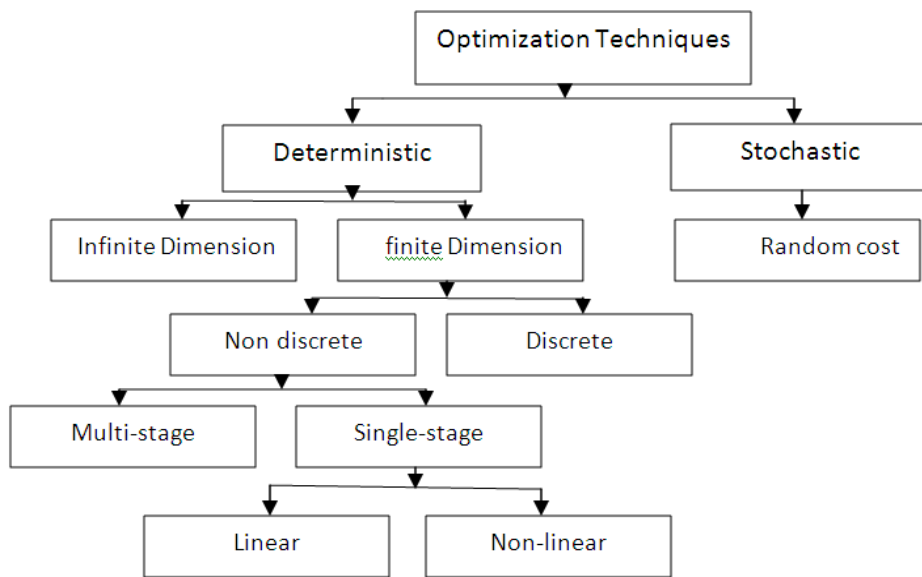 Optimization Techniques
Deterministic
Stochastic
Infinite Dimension
finite Dimension
Random cost
Non discrete
Discrete
Multi-stage
Single-stage
Linear
Non-linear